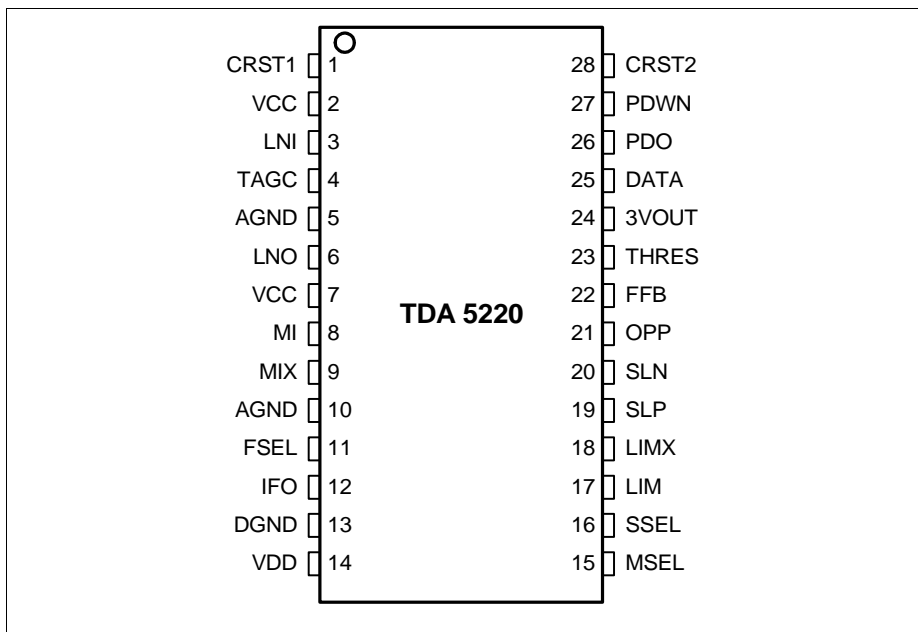 CRST1 1 28 CRST2
VCC 2 27 PDWN
LNI 3 26 PDO
TAGC 4 25 DATA
AGND 5 24 3VOUT
LNO 6 23 THRES
VCC 7 22 FFB
TDA 5220
MI 8 21 OPP
MIX 9 20 SLN
AGND 10 19 SLP
FSEL 11 18 LIMX
IFO 12 17 LIM
DGND 13 16 SSEL
VDD 14 15 MSEL